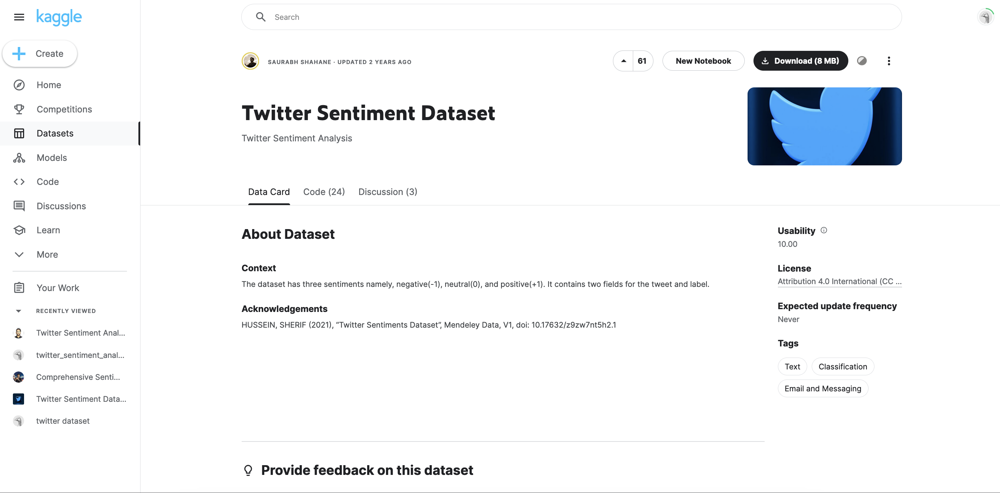 kaggle
Search
Create
Home
Competitions
Datasets
Models
Code
Discussions
Learn
More
Your Work
RECENTLY VIEWED
Twitter Sentiment Anal...
twitter_sentiment_anal...
Comprehensive Senti...
Twitter Sentiment Data...
twitter dataset
SAURABH SHAHANE · UPDATED 2 YEARS AGO
61
New Notebook
Download (8 MB)
Twitter Sentiment Dataset
Twitter Sentiment Analysis
Data Card Code (24) Discussion (3)
About Dataset
Context
The dataset has three sentiments namely, negative(-1), neutral(0), and positive(+1). It contains two fields for the tweet and label.
Acknowledgements
HUSSEIN, SHERIF (2021), “Twitter Sentiments Dataset”, Mendeley Data, V1, doi: 10.17632/z9zw7nt5h2.1
Usability
10.00
License
Attribution 4.0 International (CC ...
Expected update frequency
Never
Tags
Text Classification
Email and Messaging
Provide feedback on this dataset